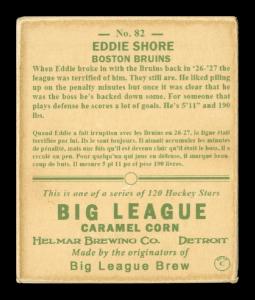 No. 82
EDDIE SHORE
BOSTON BRUINS
When Eddie broke in with the Bruins back in '26-'27 the
league was terrified of him. They still are. He liked piling
up on the penalty minutes but once it was clear that he
was the boss he backed down some. For someone that
plays defense he scores a lot of goals. He's 5'11" and 190
lbs.
Quand Eddie a fait irruption avec les Bruins en 26-27, la ligue était
terrifiée par lui. Ils le sont toujours. Il aimait accumuler les minutes
de pénalité mais une fois qu'il est devenu clair qu'il était le boss, il a
reculé un peu. Pour quelqu'un qui joue en défense, il marque beau-
coup de buts. Il mesure 5 pi 11 po et pèse 190 livres.
This is one of a series of 120 Hockey Stars
BIG LEAGUE
CARAMEL CORN
HELMAR BREWING CO. DETROIT
Made by the originators of
Big League Brew